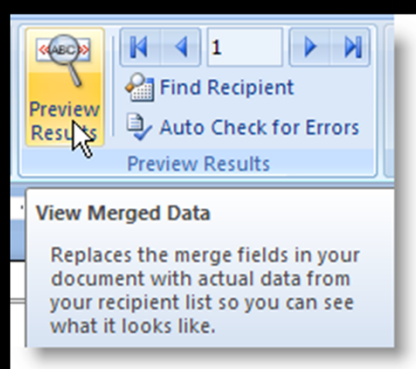 «ABC»
1
Preview
Results
Find Recipient
Auto Check for Errors
Preview Results
View Merged Data
Replaces the merge fields in your
document with actual data from
your recipient list so you can see
what it looks like.